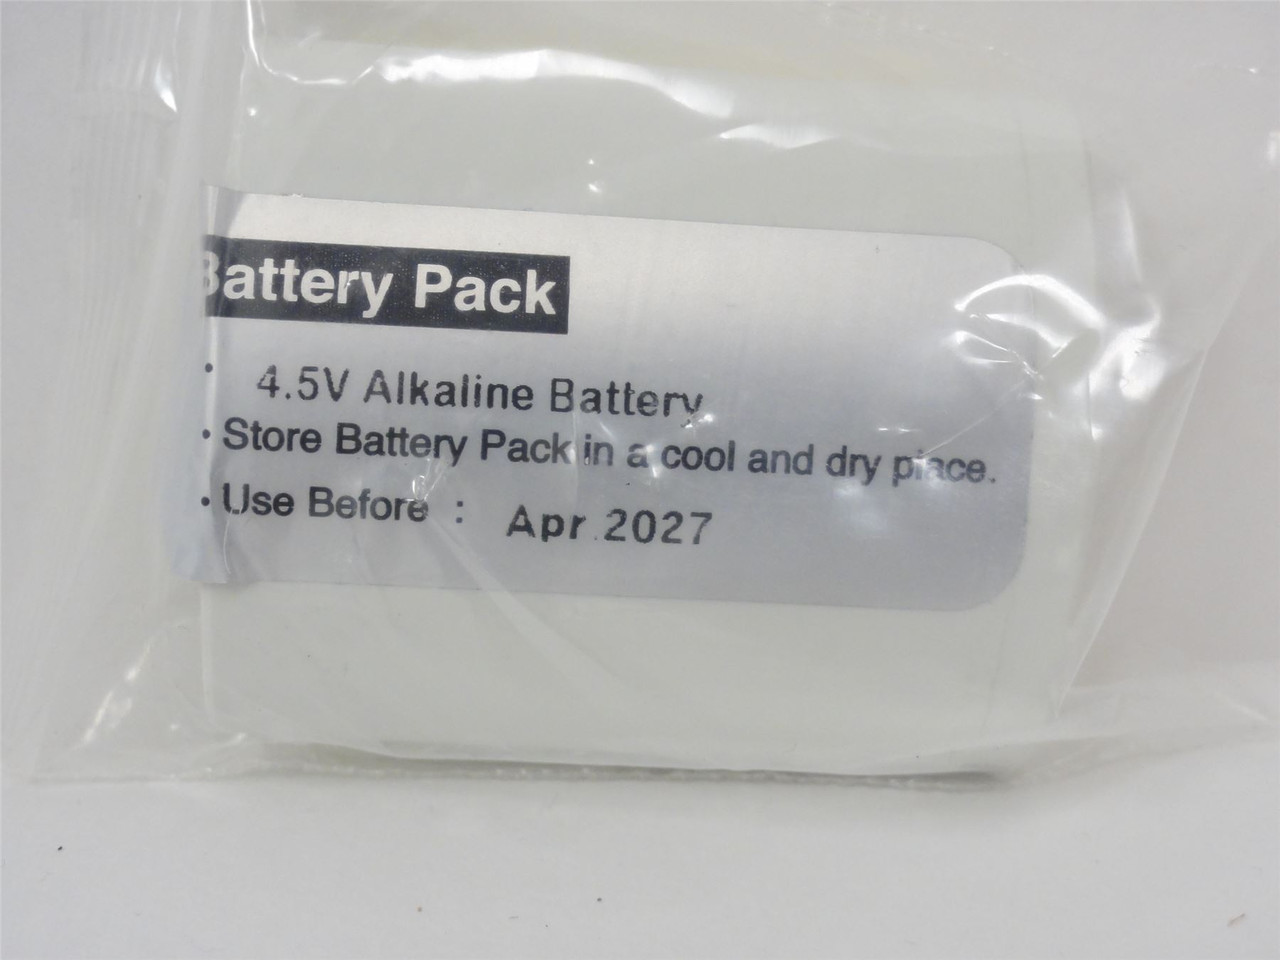 Battery Pack
• 4.5V Alkaline Battery
• Store Battery Pack in a cool and dry place.
• Use Before : Apr.2027